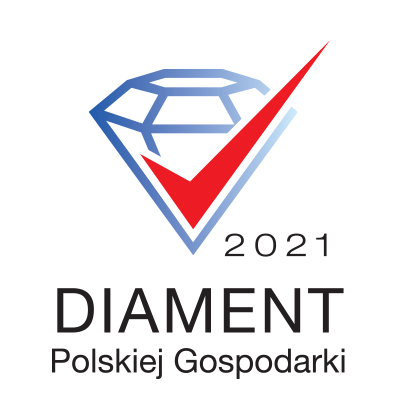 2021
DIAMENT
Polskiej Gospodarki